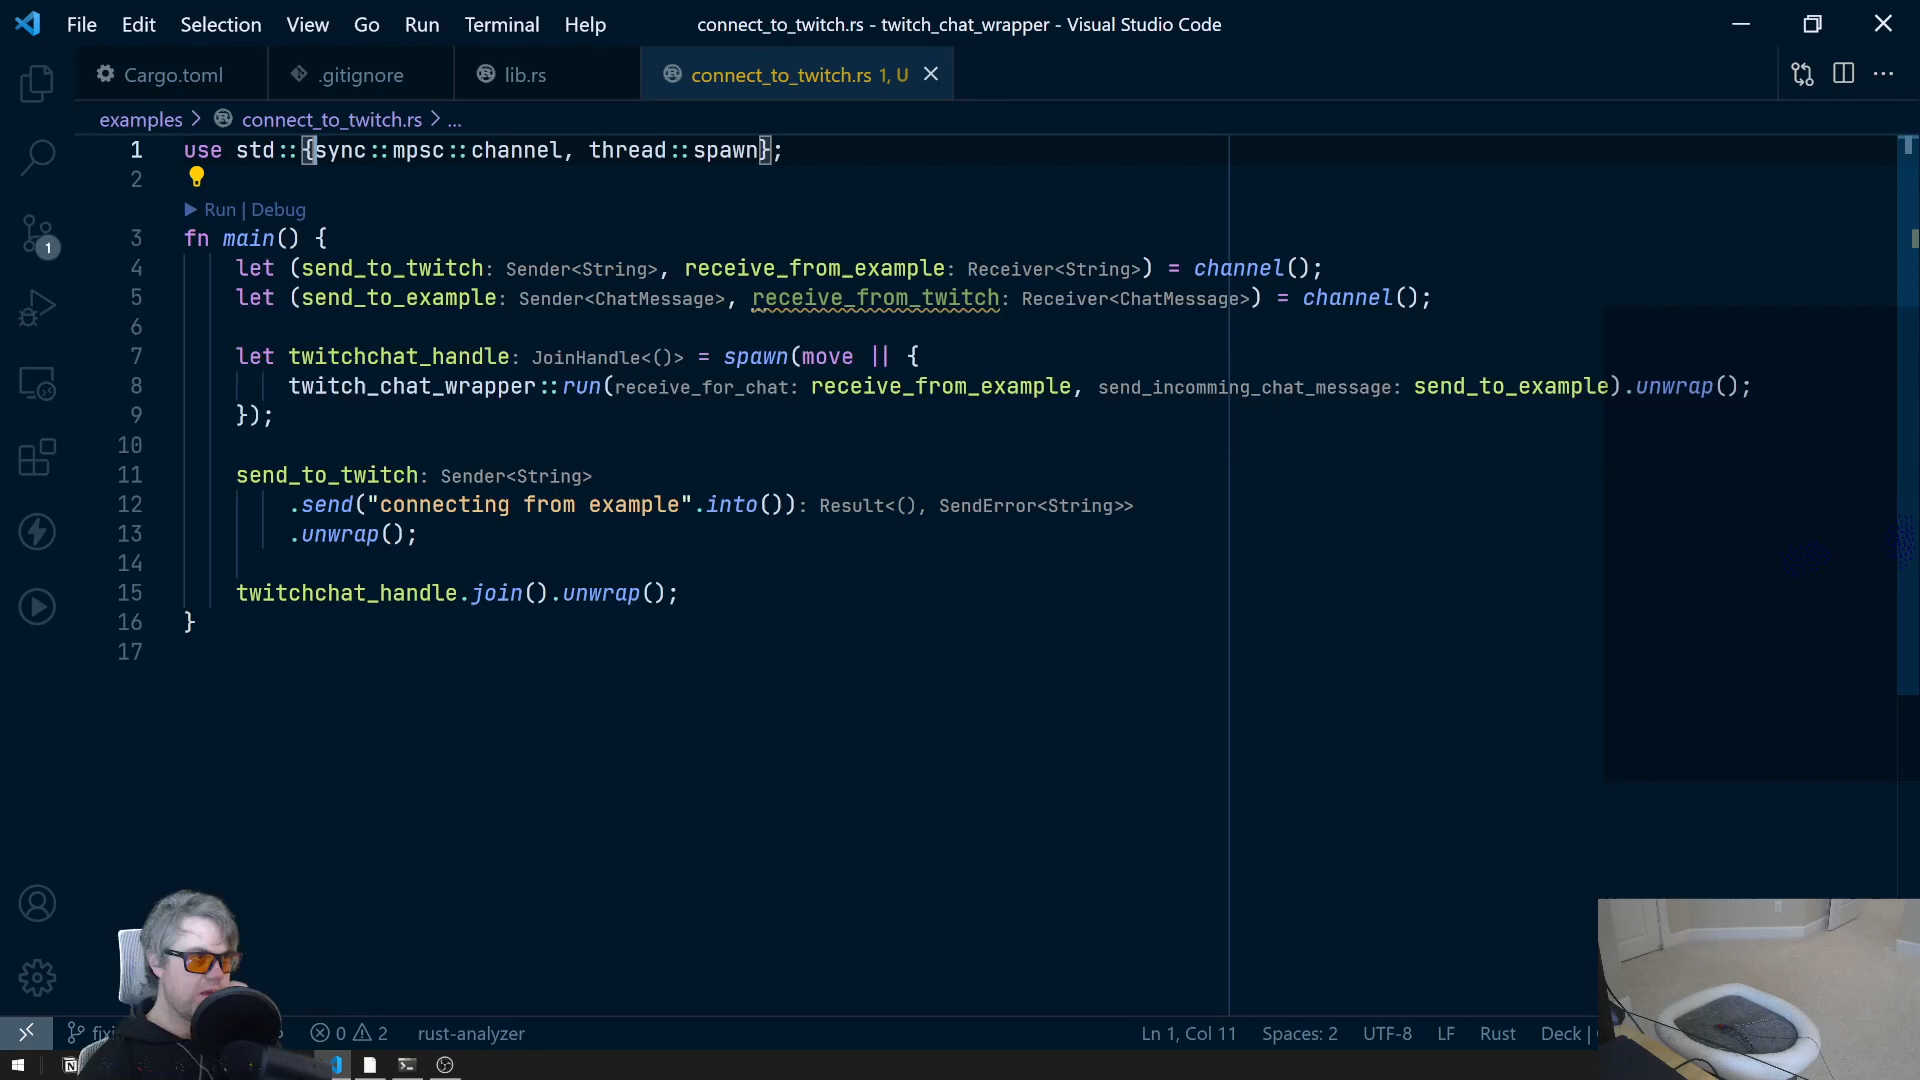 File Edit Selection View Go Run Terminal Help connect_to_twitch.rs - twitch_chat_wrapper - Visual Studio Code
Cargo.toml .gitignore lib.rs connect_to_twitch.rs 1, U
examples > connect_to_twitch.rs > ...
1 use std::{sync::mpsc::channel, thread::spawn};
2
Run | Debug
3 fn main() {
4 let (send_to_twitch: Sender<String>, receive_from_example: Receiver<String>) = channel();
5 let (send_to_example: Sender<ChatMessage>, receive_from_twitch: Receiver<ChatMessage>) = channel();
6
7 let twitchchat_handle: JoinHandle<()> = spawn(move || {
8 twitch_chat_wrapper::run(receive_for_chat: receive_from_example, send_incomming_chat_message: send_to_example).unwrap();
9 });
10
11 send_to_twitch: Sender<String>
12 .send("connecting from example".into()): Result<(), SendError<String>>
13 .unwrap();
14
15 twitchchat_handle.join().unwrap();
16 }
17
1
fixi 0 2 rust-analyzer Ln 1, Col 11 Spaces: 2 UTF-8 LF Rust Deck |